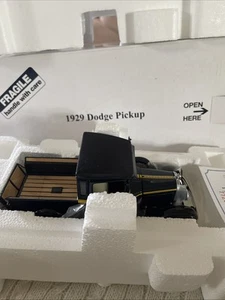 FRAGILE
handle with care
1929 Dodge Pickup
OPEN
HERE